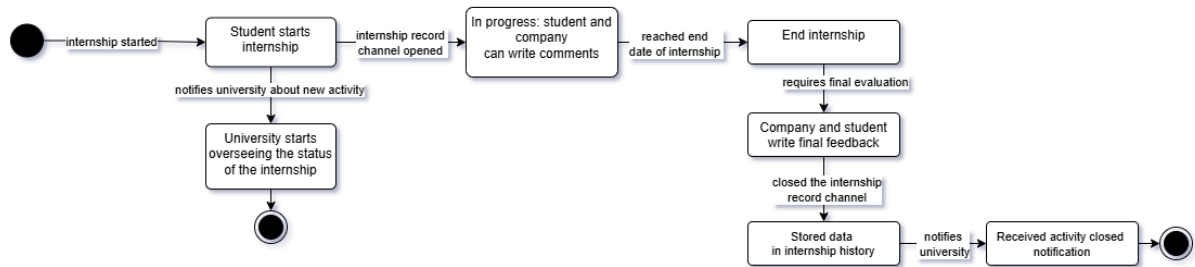 internship started
Student starts
internship
internship record
channel opened
In progress: student and
company
can write comments
reached end
date of internship
End internship
notifies university about new activity
requires final evaluation
University starts
overseeing the status
of the internship
Company and student
write final feedback
closed the internship
record channel
Stored data
in internship history
notifies
university
Received activity closed
notification